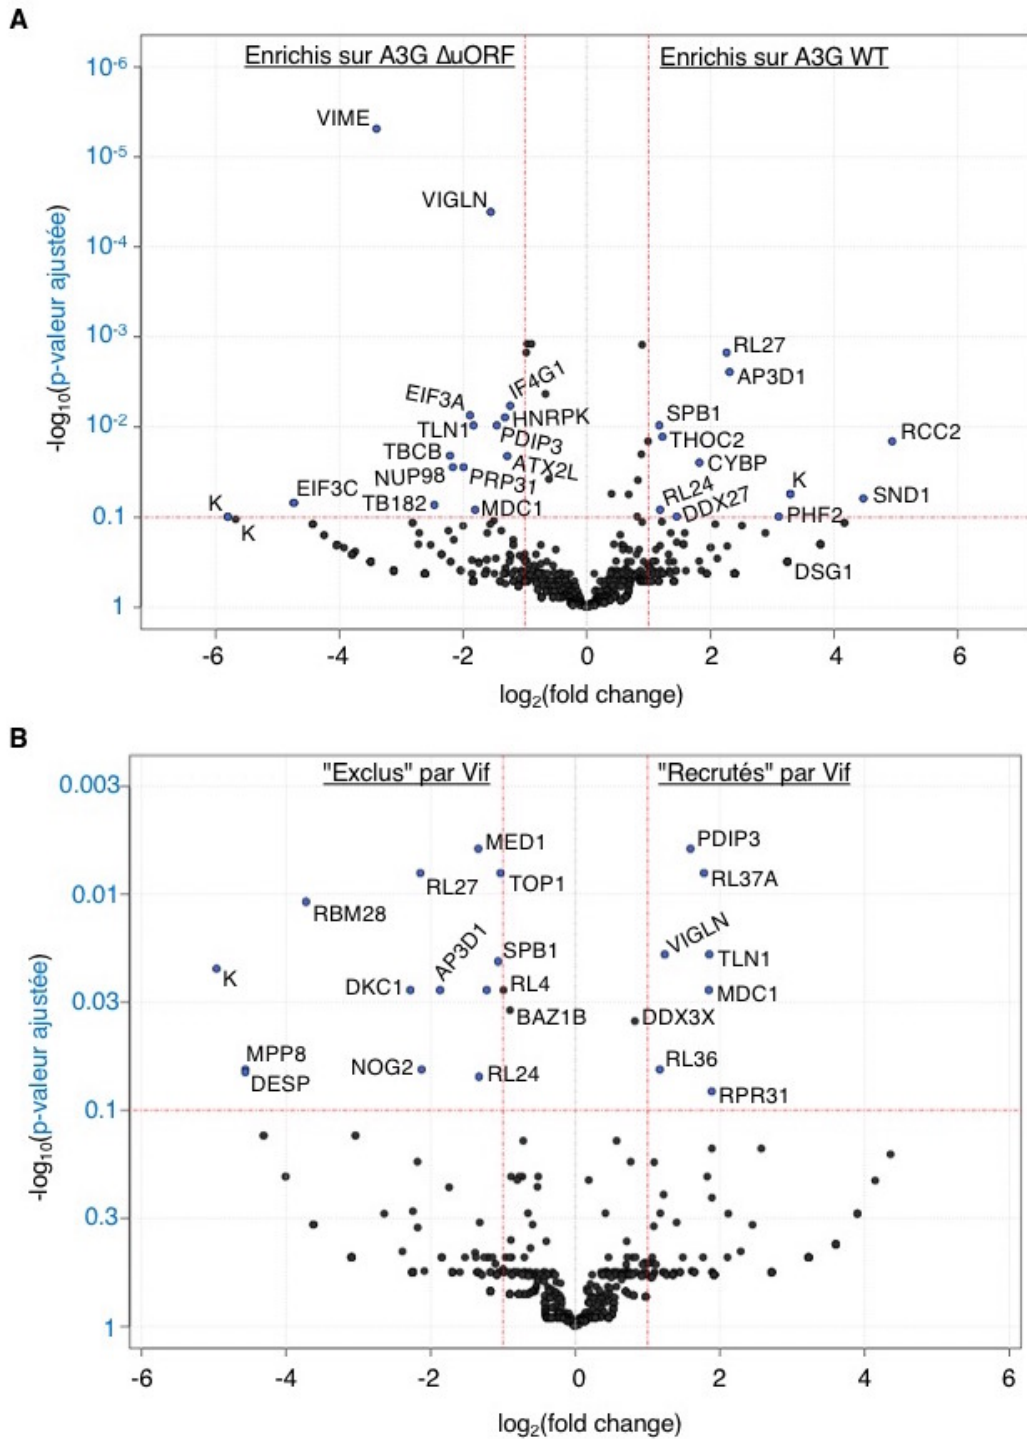 A
Enrichis sur A3G ΔuORF
Enrichis sur A3G WT
10-6
VIME
10-5
VIGLN
10-4
10-3
RL27
AP3D1
IF4G1
EIF3A
HNRPK
SPB1
10-2
TLN1
PDIP3
THOC2
RCC2
TBCB
ATX2L
CYBP
NUP98
PRP31
K
EIF3C
TB182
MDC1
RL24
DDX27
SND1
K
0.1
PHF2
K
DSG1
1
-log10(p-valeur ajustée)
-6 -4 -2 0 2 4 6
log2(fold change)
B
"Exclus" par Vif
"Recrutés" par Vif
0.003
MED1
PDIP3
RL27
TOP1
RL37A
0.01
RBM28
AP3D1
SPB1
VIGLN
TLN1
K
DKC1
RL4
MDC1
0.03
BAZ1B
DDX3X
MPP8
DESP
NOG2
RL24
RL36
RPR31
0.1
0.3
1
-log10(p-valeur ajustée)
-6 -4 -2 0 2 4 6
log2(fold change)